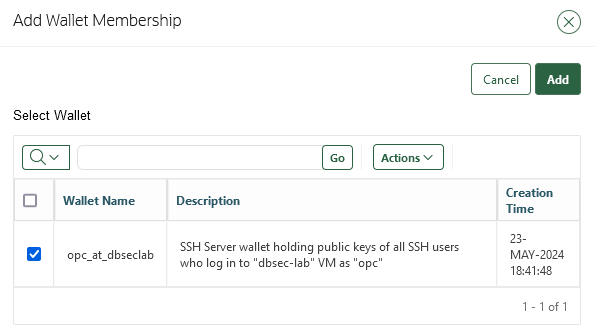 Add Wallet Membership
Cancel
Add
Select Wallet
Go
Actions
Wallet Name
Description
Creation
Time
opc_at_dbseclab
SSH Server wallet holding public keys of all SSH users
who log in to "dbsec-lab" VM as "opc"
23-
MAY-2024
18:41:48
1 - 1 of 1